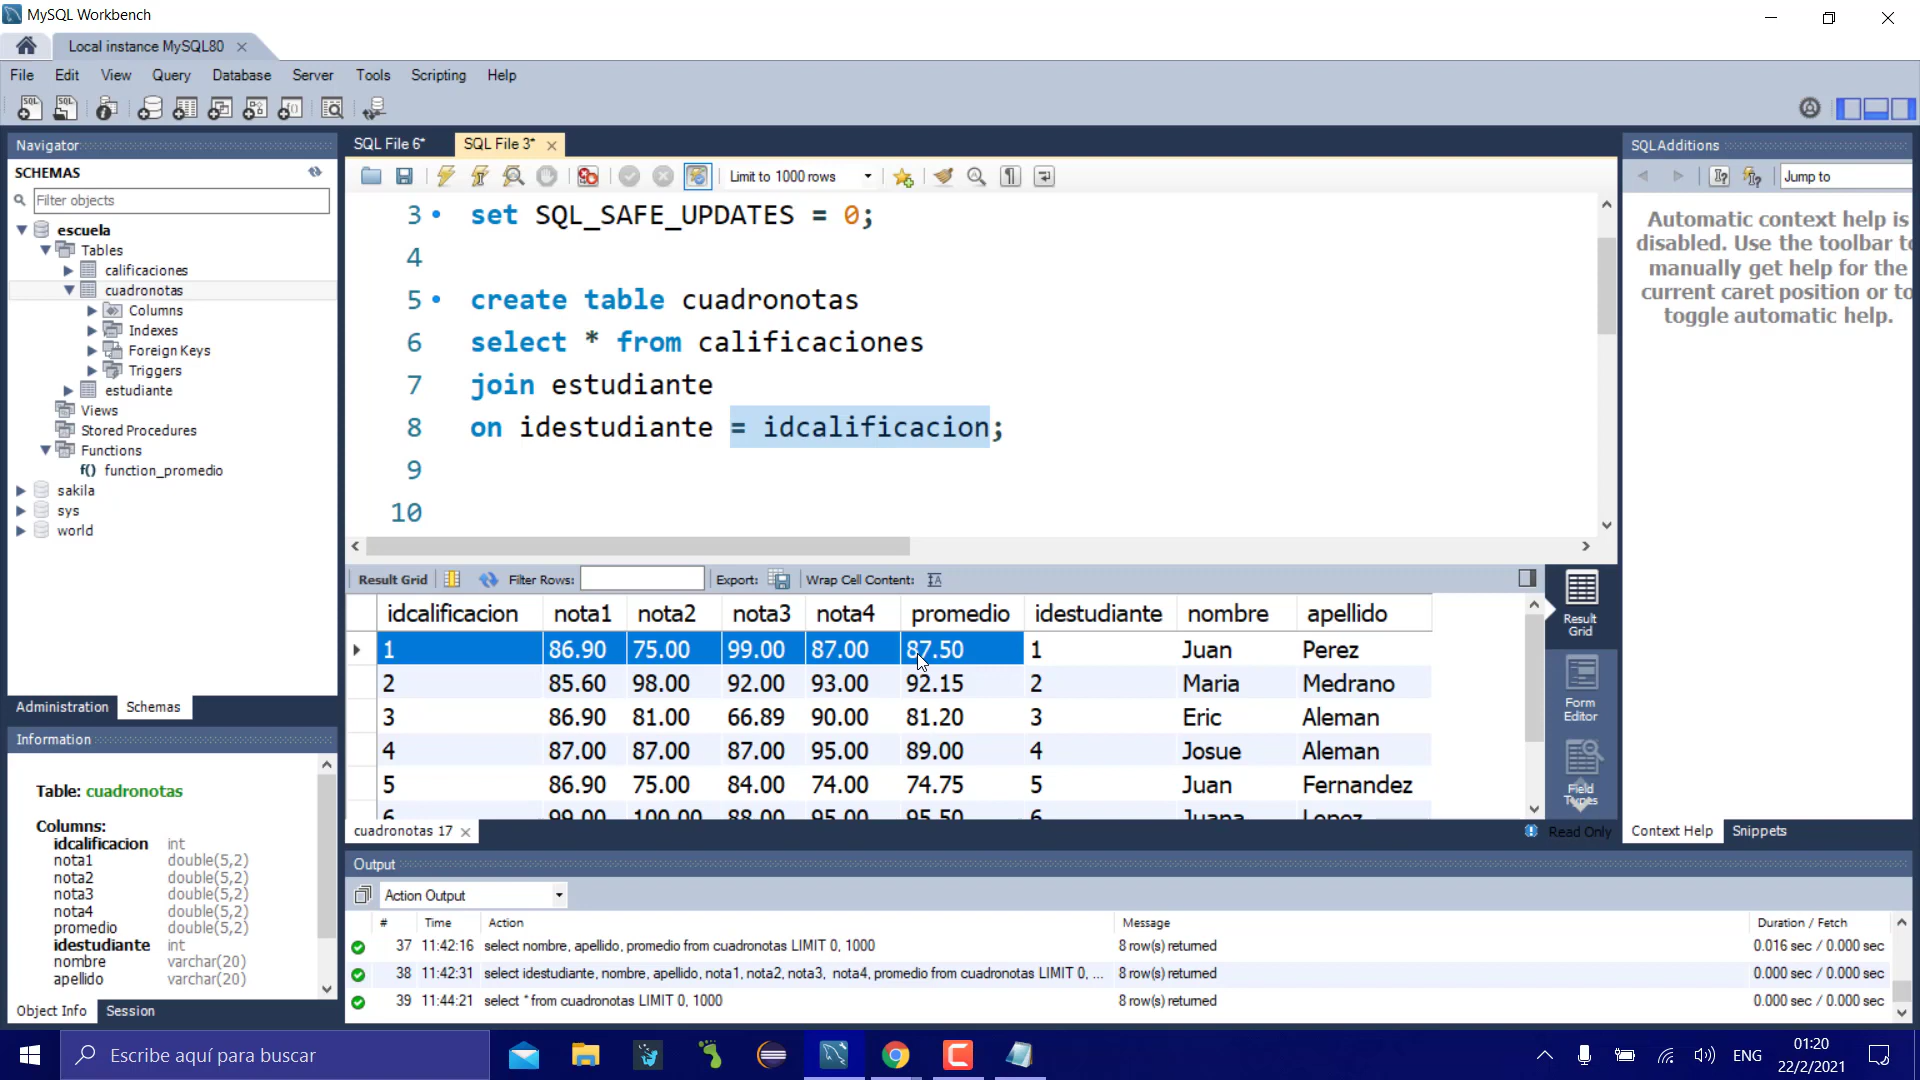 MySQL Workbench
Local instance MySQL80
File Edit View Query Database Server Tools Scripting Help
Navigator
SCHEMAS
Filter objects
escuela
Tables
calificaciones
cuadronotas
Columns
Indexes
Foreign Keys
Triggers
estudiante
Views
Stored Procedures
Functions
f() function_promedio
sakila
sys
world
Administration Schemas
Information
Table: cuadronotas
Columns:
idcalificacion int
nota1 double(5,2)
nota2 double(5,2)
nota3 double(5,2)
nota4 double(5,2)
promedio double(5,2)
idestudiante int
nombre varchar(20)
apellido varchar(20)
Object Info Session
SQL File 6* SQL File 3*
Limit to 1000 rows
3 set SQL_SAFE_UPDATES = 0;
4
5 create table cuadronotas
6 select * from calificaciones
7 join estudiante
8 on idestudiante = idcalificacion;
9
10
Result Grid Filter Rows: Export: Wrap Cell Content:
idcalificacion nota1 nota2 nota3 nota4 promedio idestudiante nombre apellido
1 86.90 75.00 99.00 87.00 87.50 1 Juan Perez
2 85.60 98.00 92.00 93.00 92.15 2 Maria Medrano
3 86.90 81.00 66.89 90.00 81.20 3 Eric Aleman
4 87.00 87.00 87.00 95.00 89.00 4 Josue Aleman
5 86.90 75.00 84.00 74.00 74.75 5 Juan Fernandez
6 99.00 100.00 88.00 95.00 95.50 6 Juana Lopez
Result Grid
Form Editor
Field Types
cuadronotas 17
Read Only
SQLAdditions
Jump to
Automatic context help is
disabled. Use the toolbar to
manually get help for the
current caret position or to
toggle automatic help.
Context Help Snippets
Output
Action Output
# Time Action Message Duration / Fetch
37 11:42:16 select nombre, apellido, promedio from cuadronotas LIMIT 0, 1000 8 row(s) returned 0.016 sec / 0.000 sec
38 11:42:31 select idestudiante, nombre, apellido, nota1, nota2, nota3, nota4, promedio from cuadronotas LIMIT 0, ... 8 row(s) returned 0.000 sec / 0.000 sec
39 11:44:21 select * from cuadronotas LIMIT 0, 1000 8 row(s) returned 0.000 sec / 0.000 sec
Escribe aquí para buscar
ENG
01:20
22/2/2021